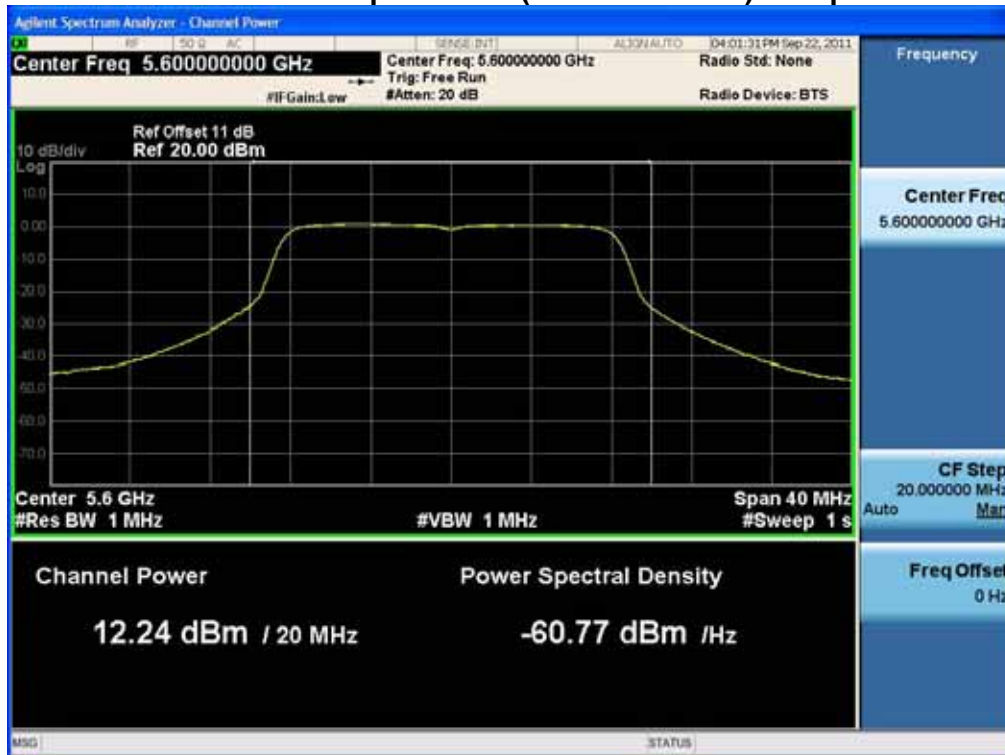 Agilent Spectrum Analyzer - Channel Power
RF 50 Ω AC SENSE:INT ALIGN AUTO 04:01:31 PM Sep 22, 2011
Center Freq 5.600000000 GHz
Center Freq: 5.600000000 GHz
Radio Std: None
Trig: Free Run
#IFGain:Low
#Atten: 20 dB
Radio Device: BTS
Ref Offset 11 dB
10 dB/div Ref 20.00 dBm
Log
10.0
0.00
-10.0
-20.0
-30.0
-40.0
-50.0
-60.0
-70.0
Center 5.6 GHz
Span 40 MHz
#Res BW 1 MHz
#VBW 1 MHz
#Sweep 1 s
Channel Power
Power Spectral Density
12.24 dBm / 20 MHz
-60.77 dBm /Hz
Frequency
Center Freq
5.600000000 GHz
CF Step
20.000000 MHz
Auto Man
Freq Offset
0 Hz
MSG
STATUS